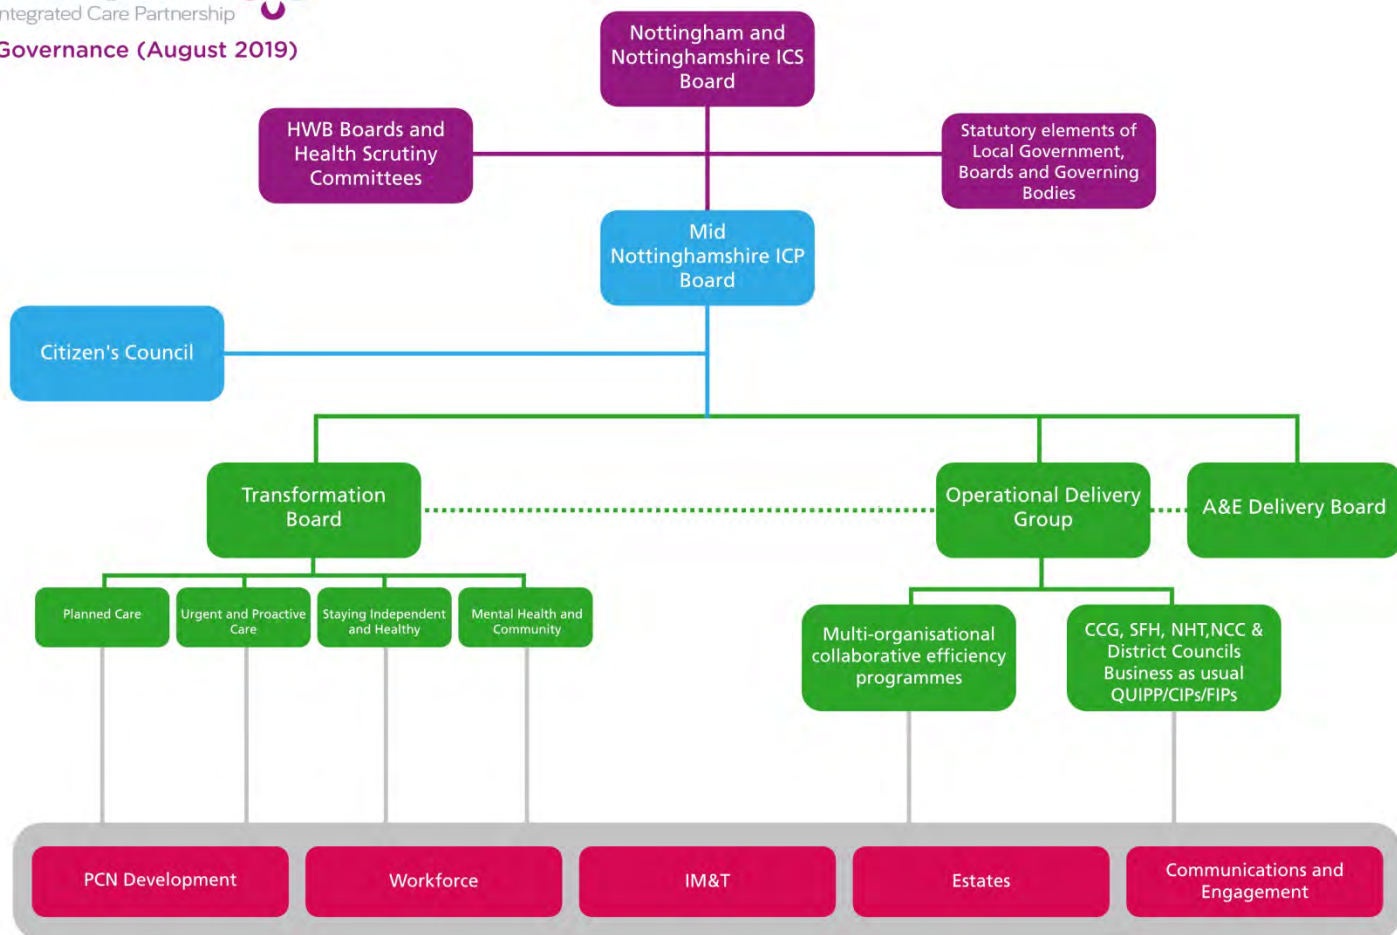 Integrated Care Partnership
Governance (August 2019)
Nottingham and
Nottinghamshire ICS
Board
HWB Boards and
Health Scrutiny
Committees
Statutory elements of
Local Government,
Boards and Governing
Bodies
Mid
Nottinghamshire ICP
Board
Citizen's Council
Transformation
Board
Operational Delivery
Group
A&E Delivery Board
Planned Care
Urgent and Proactive
Care
Staying Independent
and Healthy
Mental Health and
Community
Multi-organisational
collaborative efficiency
programmes
CCG, SFH, NHT,NCC &
District Councils
Business as usual
QUIPP/CIPs/FIPs
PCN Development
Workforce
IM&T
Estates
Communications and
Engagement